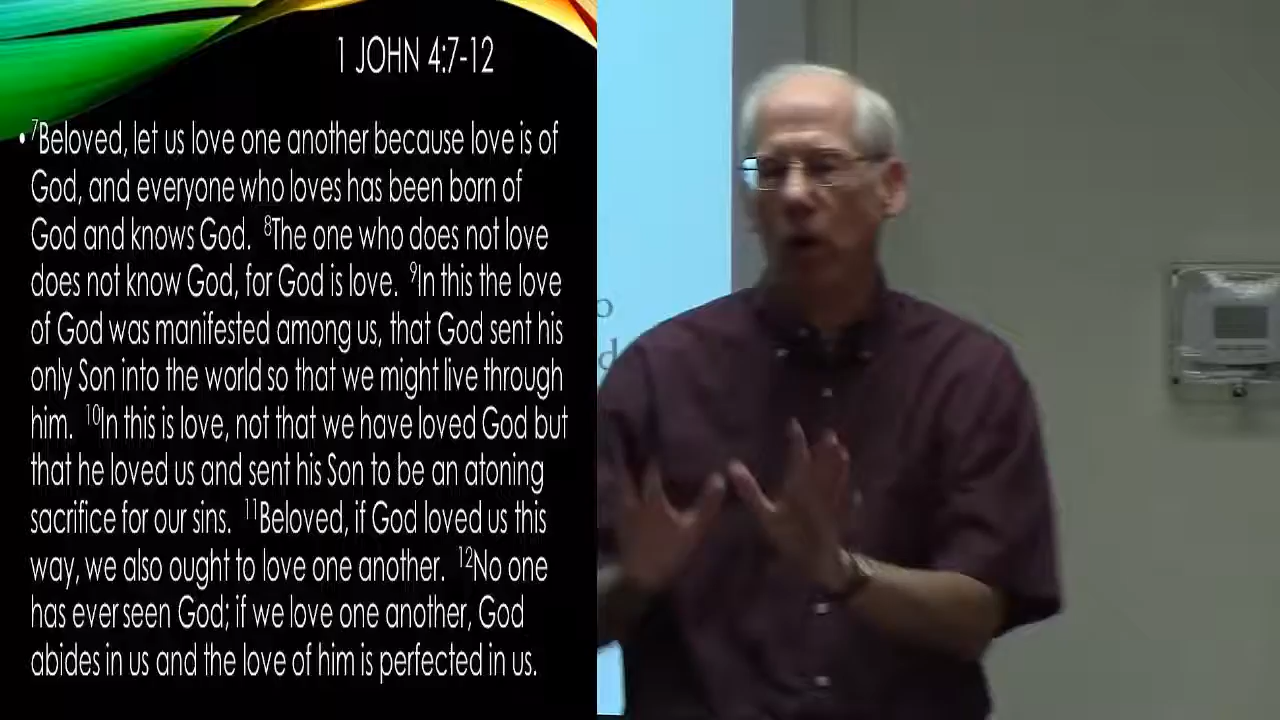 1 JOHN 4:7-12
• ⁷Beloved, let us love one another because love is of
God, and everyone who loves has been born of
God and knows God. ⁸The one who does not love
does not know God, for God is love. ⁹In this the love
of God was manifested among us, that God sent his
only Son into the world so that we might live through
him. ¹⁰In this is love, not that we have loved God but
that he loved us and sent his Son to be an atoning
sacrifice for our sins. ¹¹Beloved, if God loved us this
way, we also ought to love one another. ¹²No one
has ever seen God; if we love one another, God
abides in us and the love of him is perfected in us.